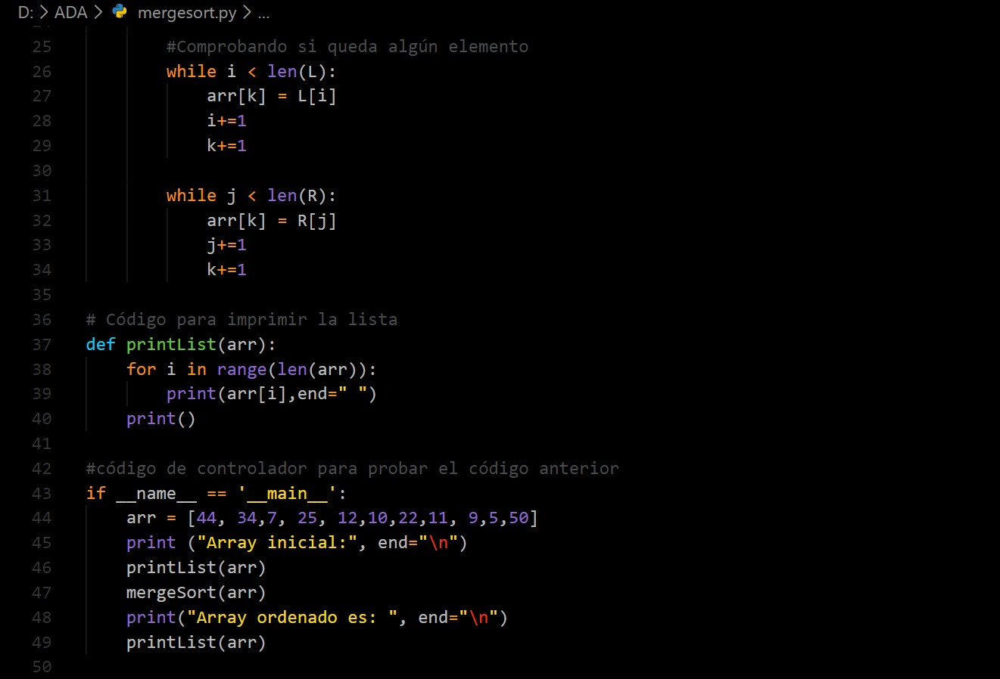 D: > ADA > mergesort.py > ...
25 #Comprobando si queda algún elemento
26 while i < len(L):
27 arr[k] = L[i]
28 i+=1
29 k+=1
30
31 while j < len(R):
32 arr[k] = R[j]
33 j+=1
34 k+=1
35
36 # Código para imprimir la lista
37 def printList(arr):
38 for i in range(len(arr)):
39 print(arr[i],end=" ")
40 print()
41
42 #código de controlador para probar el código anterior
43 if __name__ == '__main__':
44 arr = [44, 34,7, 25, 12,10,22,11, 9,5,50]
45 print ("Array inicial:", end="\n")
46 printList(arr)
47 mergeSort(arr)
48 print("Array ordenado es: ", end="\n")
49 printList(arr)
50